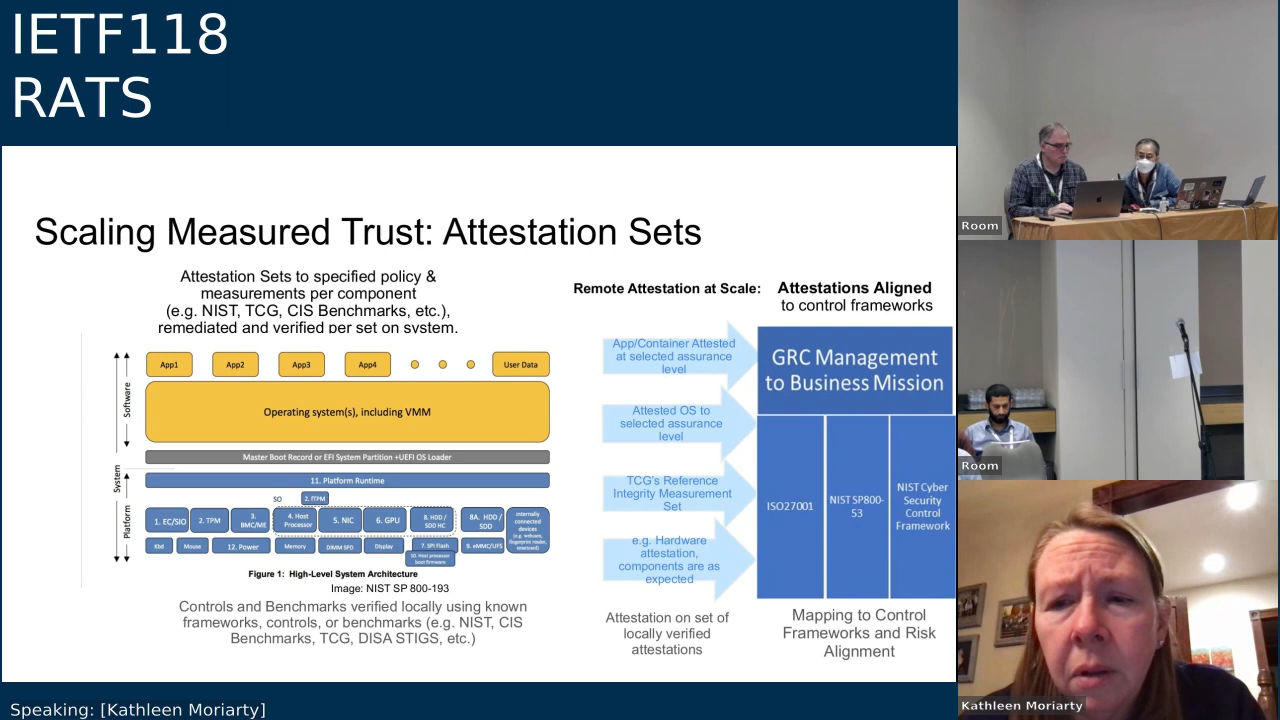 IETF118
RATS
Scaling Measured Trust: Attestation Sets
Attestation Sets to specified policy &
measurements per component
(e.g. NIST, TCG, CIS Benchmarks, etc.),
remediated and verified per set on system.
Remote Attestation at Scale:
Attestations Aligned
to control frameworks
System
Software
Platform
App1
App2
App3
App4
User Data
Operating system(s), including VMM
Master Boot Record or EFI System Partition +UEFI OS Loader
11. Platform Runtime
SO
2. fTPM
1. EC/SIO
2. TPM
3.
BMC/ME
4. Host
Processor
5. NIC
6. GPU
8. HDD /
SDD HC
8A. HDD /
SDD
Internally
connected
devices
(e.g. webcam,
fingerprint reader,
Kbd
Mouse
12. Power
Memory
DIMM SPD
Display
7. SPI Flash
9. eMMC/UFS
10. Host processor
boot firmware
Figure 1: High-Level System Architecture
Image: NIST SP 800-193
Controls and Benchmarks verified locally using known
frameworks, controls, or benchmarks (e.g. NIST, CIS
Benchmarks, TCG, DISA STIGS, etc.)
App/Container Attested
at selected assurance
level
Attested OS to
selected assurance
level
TCG's Reference
Integrity Measurement
Set
e.g. Hardware
attestation,
components are as
expected
Attestation on set of
locally verified
attestations
GRC Management
to Business Mission
ISO27001
NIST SP800-
53
NIST Cyber
Security
Control
Framework
Mapping to Control
Frameworks and Risk
Alignment
Room
Room
Kathleen Moriarty
Speaking: [Kathleen Moriarty]